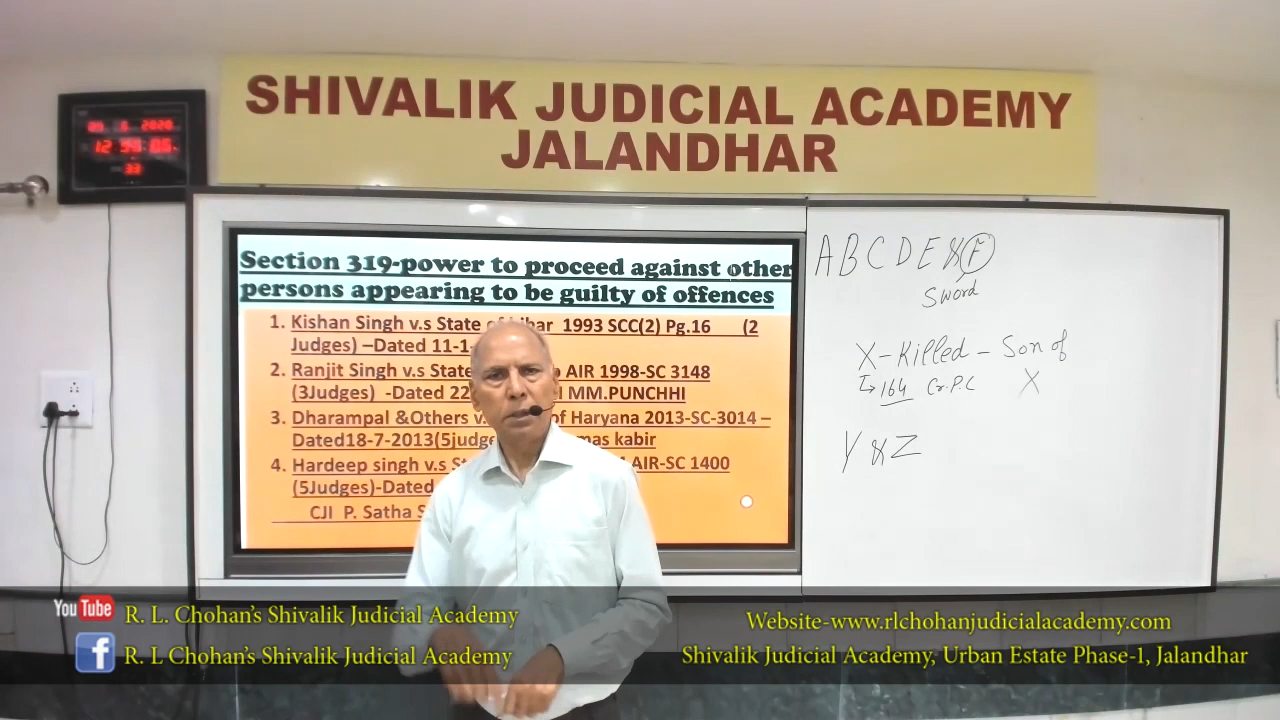 SHIVALIK JUDICIAL ACADEMY
JALANDHAR
2020
Section 319-power to proceed against other
persons appearing to be guilty of offences
1. Kishan Singh v.s State of bihar 1993 SCC(2) Pg.16 (2
Judges) –Dated 11-1-
2. Ranjit Singh v.s State AIR 1998-SC 3148
(3Judges) -Dated 22 MM.PUNCHHI
3. Dharampal &Others v. of Haryana 2013-SC-3014 –
Dated18-7-2013(5judge mas kabir
4. Hardeep singh v.s St AIR-SC 1400
(5Judges)-Dated
CJI P. Satha S
A B C D E & F
Sword
X-Killed - Son of
164 Cr.P.C X
Y & Z
YouTube R. L. Chohan's Shivalik Judicial Academy
f R. L Chohan's Shivalik Judicial Academy
Website-www.rlchohanjudicialacademy.com
Shivalik Judicial Academy, Urban Estate Phase-1, Jalandhar